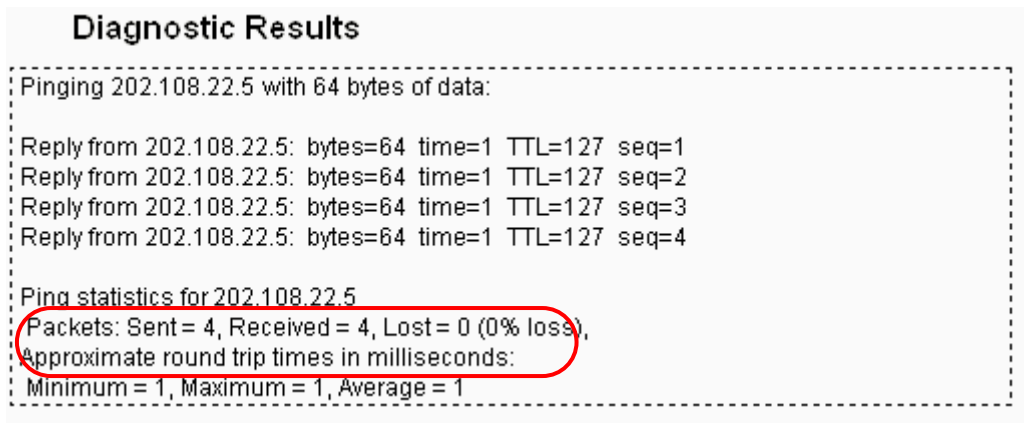 Diagnostic Results
Pinging 202.108.22.5 with 64 bytes of data:
Reply from 202.108.22.5: bytes=64 time=1 TTL=127 seq=1
Reply from 202.108.22.5: bytes=64 time=1 TTL=127 seq=2
Reply from 202.108.22.5: bytes=64 time=1 TTL=127 seq=3
Reply from 202.108.22.5: bytes=64 time=1 TTL=127 seq=4
Ping statistics for 202.108.22.5
Packets: Sent = 4, Received = 4, Lost = 0 (0% loss),
Approximate round trip times in milliseconds:
Minimum = 1, Maximum = 1, Average = 1